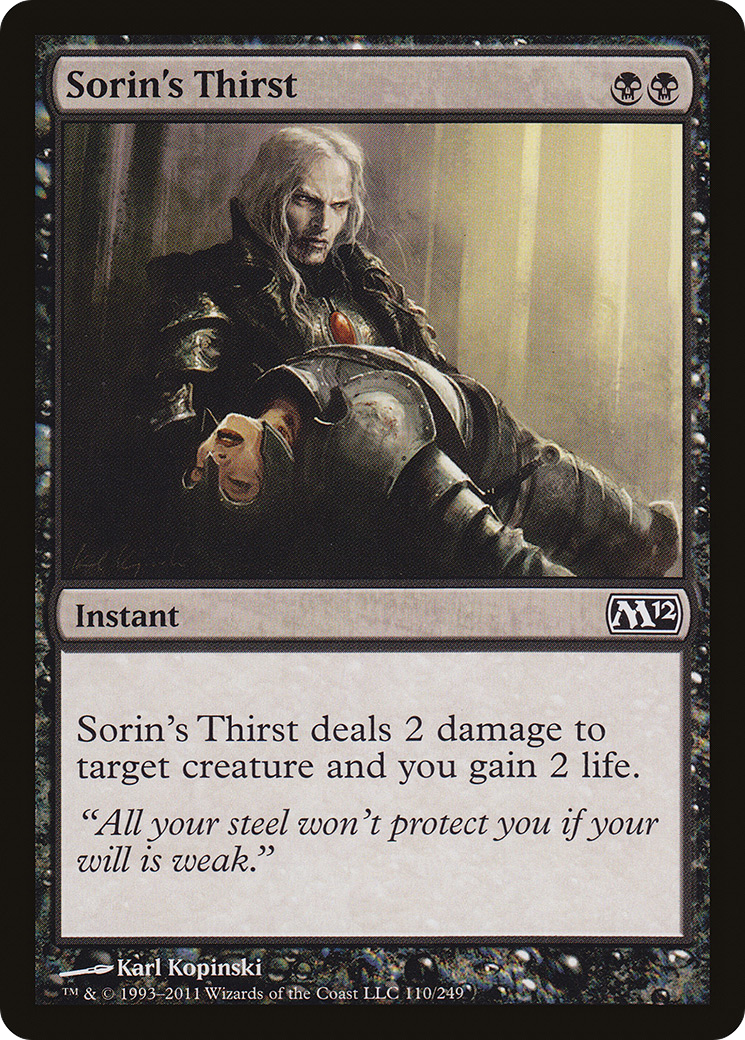 Sorin's Thirst
Instant
M12
Sorin's Thirst deals 2 damage to
target creature and you gain 2 life.
“All your steel won't protect you if your
will is weak.”
Karl Kopinski
™ & © 1993–2011 Wizards of the Coast LLC 110/249